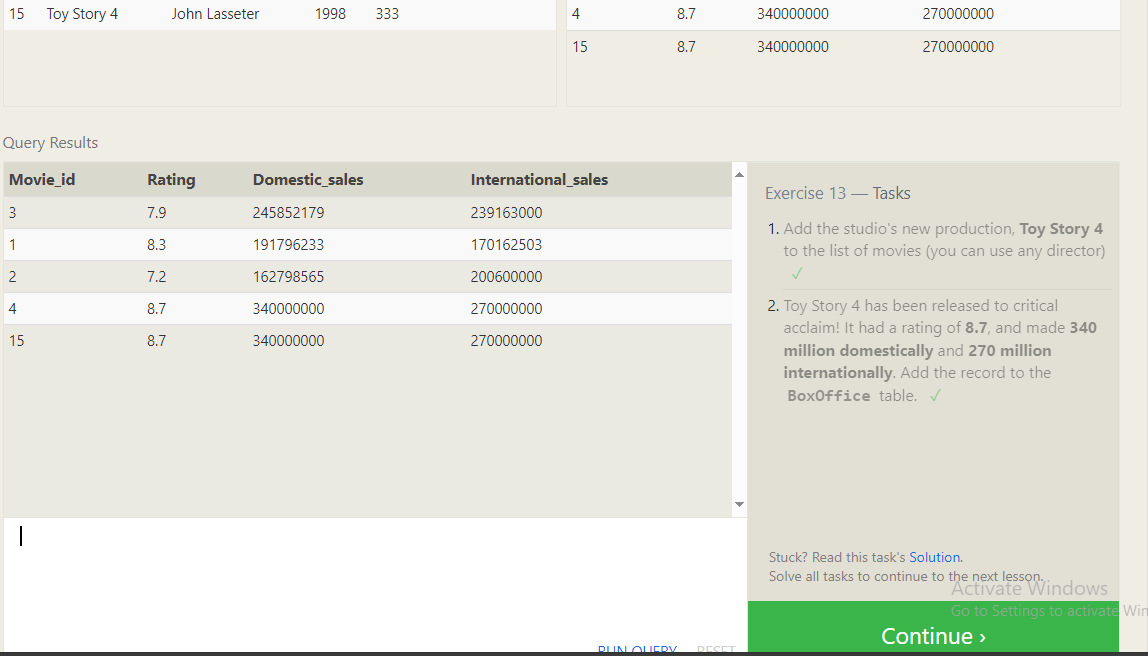 15 Toy Story 4 John Lasseter 1998 333
4 8.7 340000000 270000000
15 8.7 340000000 270000000
Query Results
Movie_id Rating Domestic_sales International_sales
3 7.9 245852179 239163000
1 8.3 191796233 170162503
2 7.2 162798565 200600000
4 8.7 340000000 270000000
15 8.7 340000000 270000000
Exercise 13 — Tasks
1. Add the studio's new production, Toy Story 4
to the list of movies (you can use any director)
✓
2. Toy Story 4 has been released to critical
acclaim! It had a rating of 8.7, and made 340
million domestically and 270 million
internationally. Add the record to the
BoxOffice table. ✓
Stuck? Read this task's Solution.
Solve all tasks to continue to the next lesson.
Activate Windows
Go to Settings to activate Win
Continue ›
RUN QUERY RESET